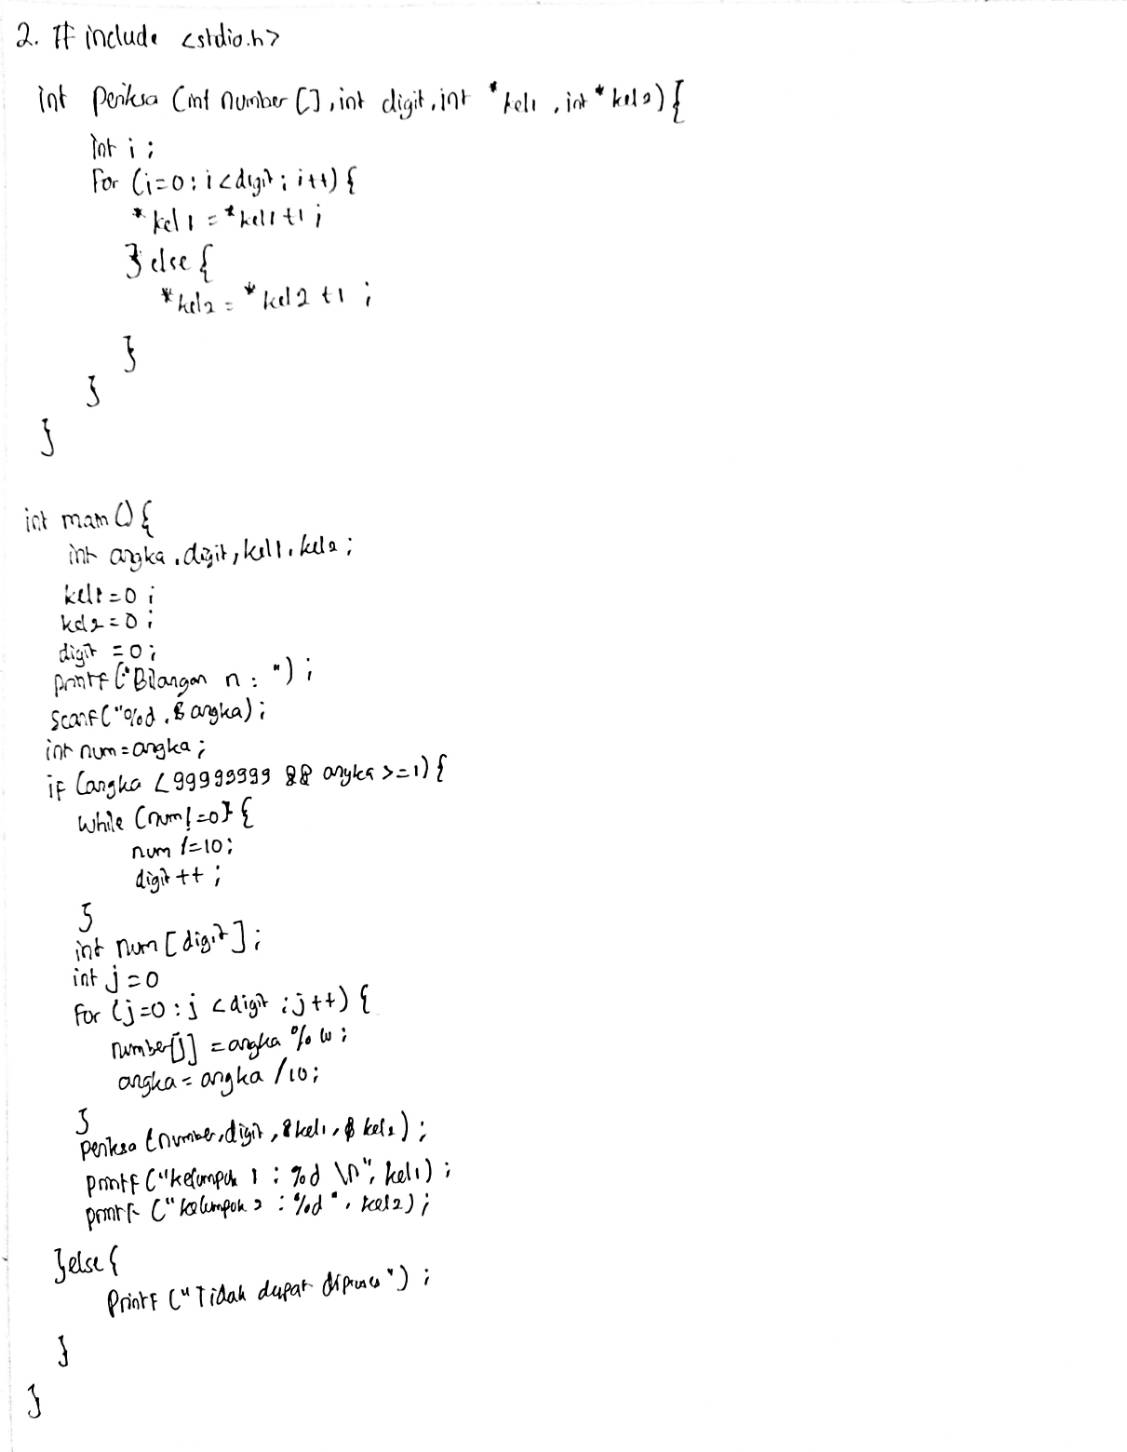 2. # include <stdio.h>
int periksa (int number [], int digit, int *kel1, int *kel2) {
int i ;
for (i=0 : i < digit ; i++) {
*kel 1 = *kel1 +1 ;
} else {
*kel2 = *kel 2 +1 ;
}
}
}
int main () {
int angka, digit, kel1, kel2 ;
kel1 = 0 ;
kel2 = 0 ;
digit = 0 ;
printf ("Bilangan n : ") ;
scanf ("%d, & angka) ;
int num = angka ;
if (angka < 99999999 && angka >= 1) {
while (num != 0} {
num /= 10 ;
digit ++ ;
}
int num [digit] ;
int j = 0
for (j=0 : j < digit ; j++) {
number[j] = angka % 10 ;
angka = angka / 10 ;
}
periksa (number, digit, &kel1, & kel2) ;
printf ("kelompok 1 : %d \n", kel1) ;
printf ("kelompok 2 : %d ", kel2) ;
} else {
printf ("Tidak dapat diproses") ;
}
}